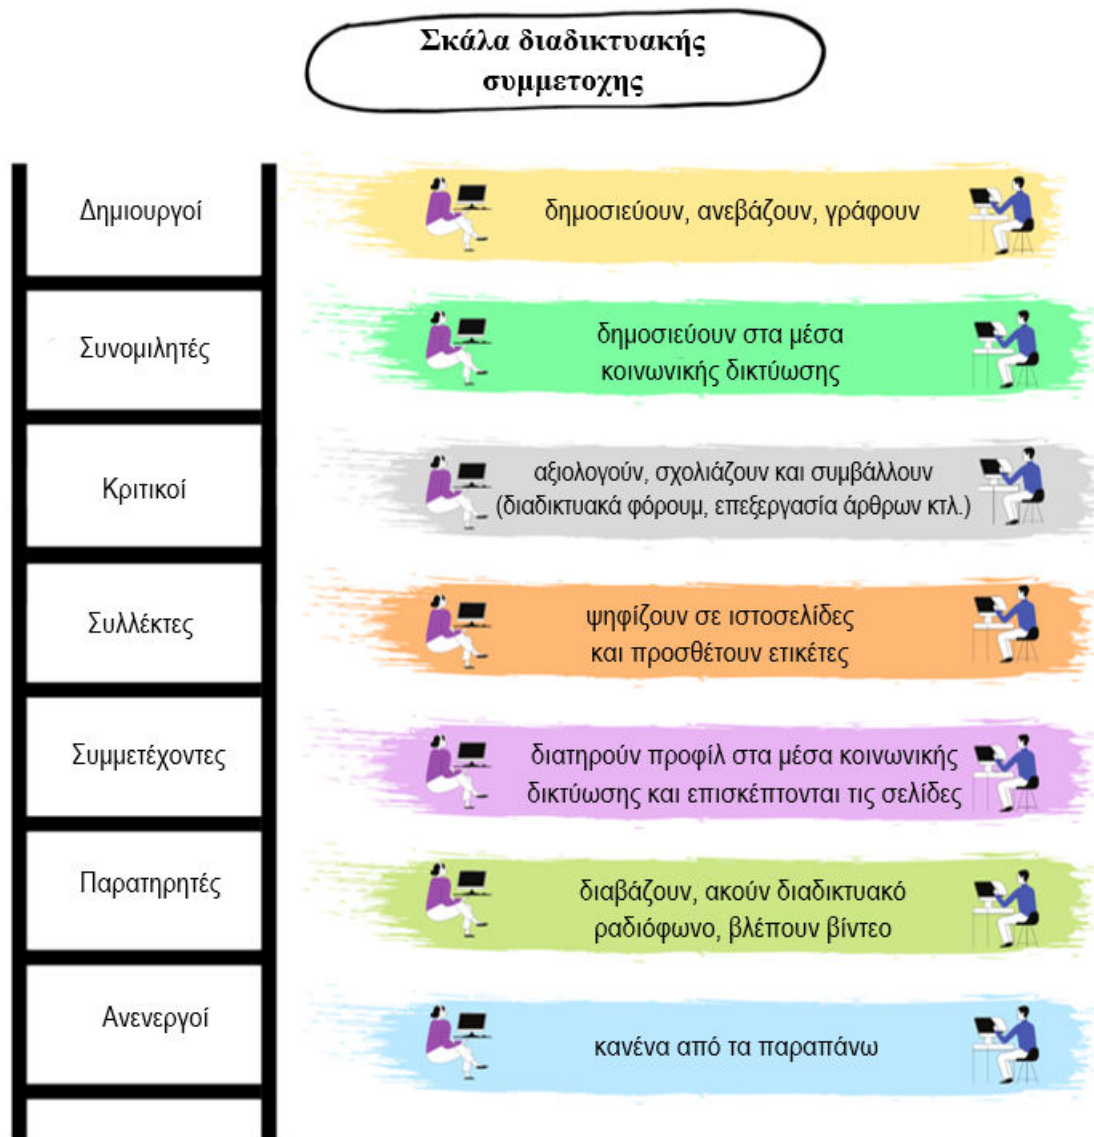 Σκάλα διαδικτυακής
συμμετοχης
Δημιουργοί
δημοσιεύουν, ανεβάζουν, γράφουν
Συνομιλητές
δημοσιεύουν στα μέσα
κοινωνικής δικτύωσης
Κριτικοί
αξιολογούν, σχολιάζουν και συμβάλλουν
(διαδικτυακά φόρουμ, επεξεργασία άρθρων κτλ.)
Συλλέκτες
ψηφίζουν σε ιστοσελίδες
και προσθέτουν ετικέτες
Συμμετέχοντες
διατηρούν προφίλ στα μέσα κοινωνικής
δικτύωσης και επισκέπτονται τις σελίδες
Παρατηρητές
διαβάζουν, ακούν διαδικτυακό
ραδιόφωνο, βλέπουν βίντεο
Ανενεργοί
κανένα από τα παραπάνω